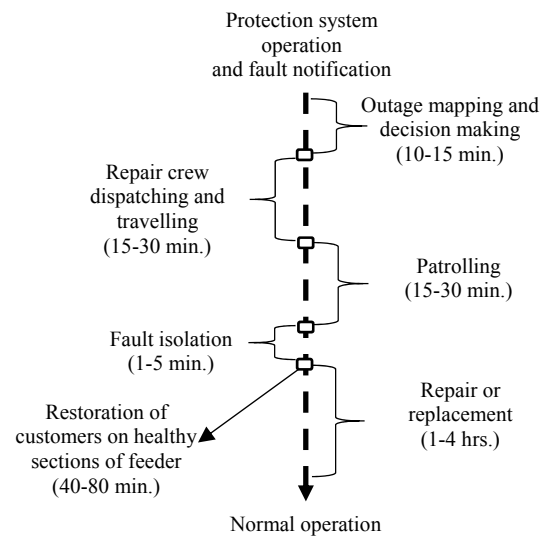 Protection system
operation
and fault notification
Outage mapping and
decision making
(10-15 min.)
Repair crew
dispatching and
travelling
(15-30 min.)
Patrolling
(15-30 min.)
Fault isolation
(1-5 min.)
Repair or
replacement
(1-4 hrs.)
Restoration of
customers on healthy
sections of feeder
(40-80 min.)
Normal operation